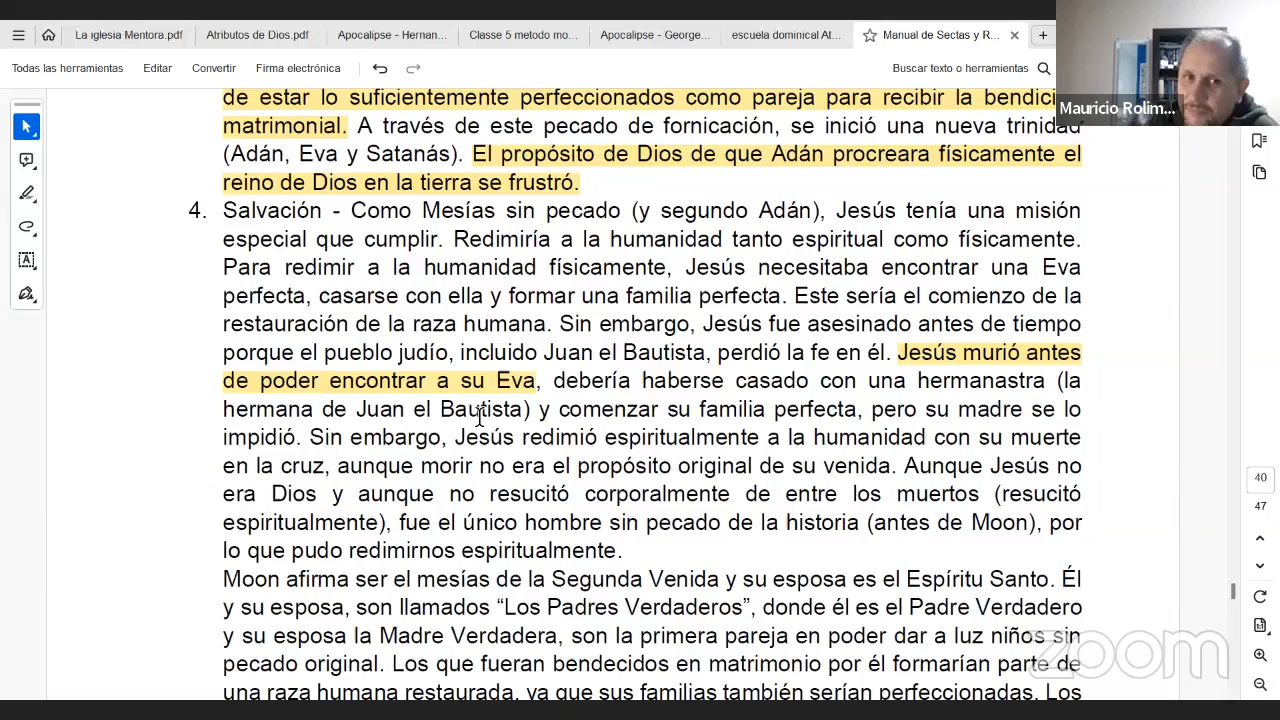 La iglesia Mentora.pdf
Atributos de Dios.pdf
Apocalipse - Hernan...
Classe 5 metodo mo...
Apocalipse - George...
escuela dominical At...
Manual de Sectas y R...
Todas las herramientas
Editar
Convertir
Firma electrónica
Buscar texto o herramientas
Mauricio Rolim...
de estar lo suficientemente perfeccionados como pareja para recibir la
matrimonial. A través de este pecado de fornicación, se inició una nueva trinidad
(Adán, Eva y Satanás). El propósito de Dios de que Adán procreara físicamente el
reino de Dios en la tierra se frustró.
4. Salvación - Como Mesías sin pecado (y segundo Adán), Jesús tenía una misión
especial que cumplir. Redimiría a la humanidad tanto espiritual como físicamente.
Para redimir a la humanidad físicamente, Jesús necesitaba encontrar una Eva
perfecta, casarse con ella y formar una familia perfecta. Este sería el comienzo de la
restauración de la raza humana. Sin embargo, Jesús fue asesinado antes de tiempo
porque el pueblo judío, incluido Juan el Bautista, perdió la fe en él. Jesús murió antes
de poder encontrar a su Eva, debería haberse casado con una hermanastra (la
hermana de Juan el Bautista) y comenzar su familia perfecta, pero su madre se lo
impidió. Sin embargo, Jesús redimió espiritualmente a la humanidad con su muerte
en la cruz, aunque morir no era el propósito original de su venida. Aunque Jesús no
era Dios y aunque no resucitó corporalmente de entre los muertos (resucitó
espiritualmente), fue el único hombre sin pecado de la historia (antes de Moon), por
lo que pudo redimirnos espiritualmente.
Moon afirma ser el mesías de la Segunda Venida y su esposa es el Espíritu Santo. Él
y su esposa, son llamados “Los Padres Verdaderos”, donde él es el Padre Verdadero
y su esposa la Madre Verdadera, son la primera pareja en poder dar a luz niños sin
pecado original. Los que fueran bendecidos en matrimonio por él formarían parte de
una raza humana restaurada, ya que sus familias también serían perfeccionadas. Los
40
47
zoom